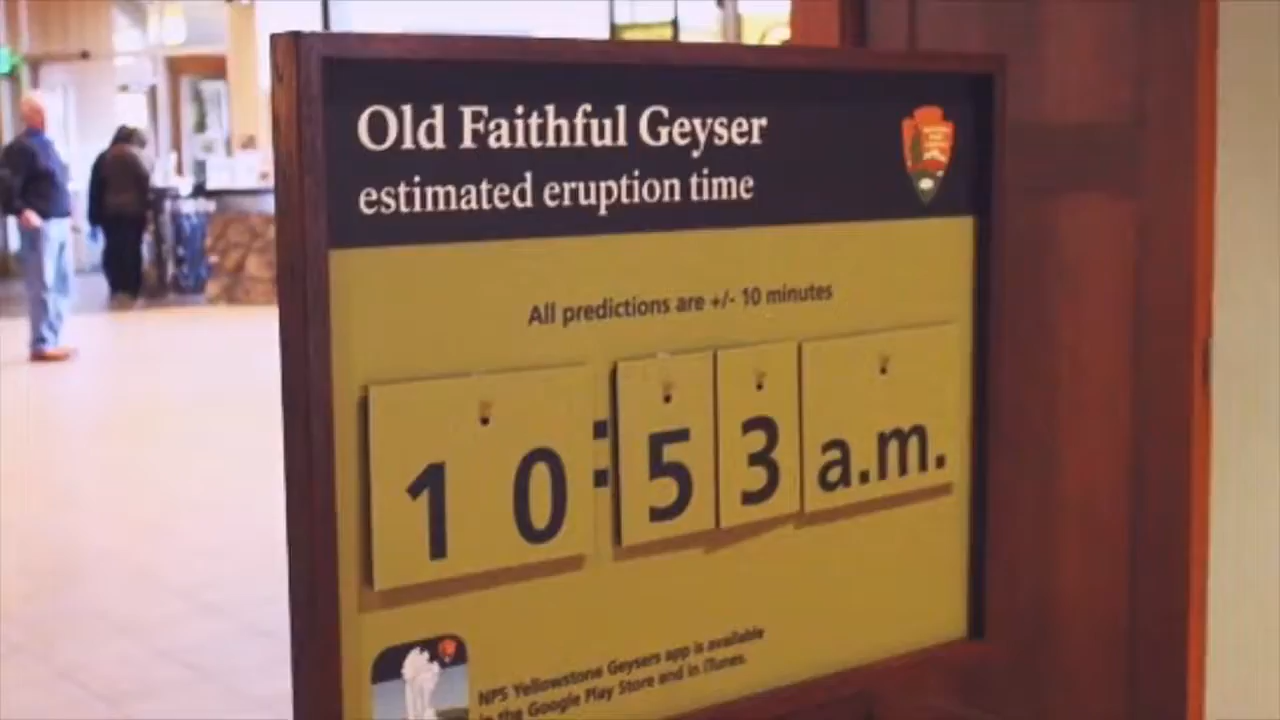 Old Faithful Geyser
estimated eruption time
All predictions are +/- 10 minutes
10:53 a.m.
NPS Yellowstone Geysers app is available
in the Google Play Store and in iTunes.